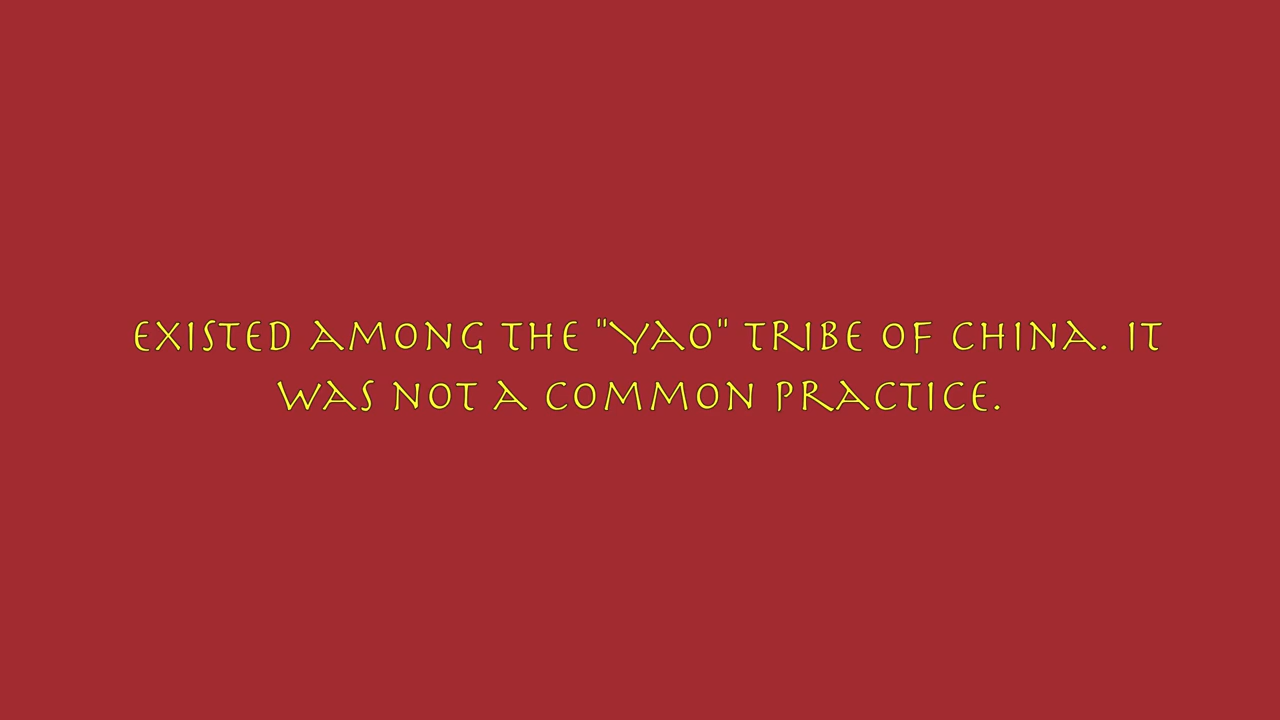 EXISTED AMONG THE "YAO" TRIBE OF CHINA. IT
WAS NOT A COMMON PRACTICE.